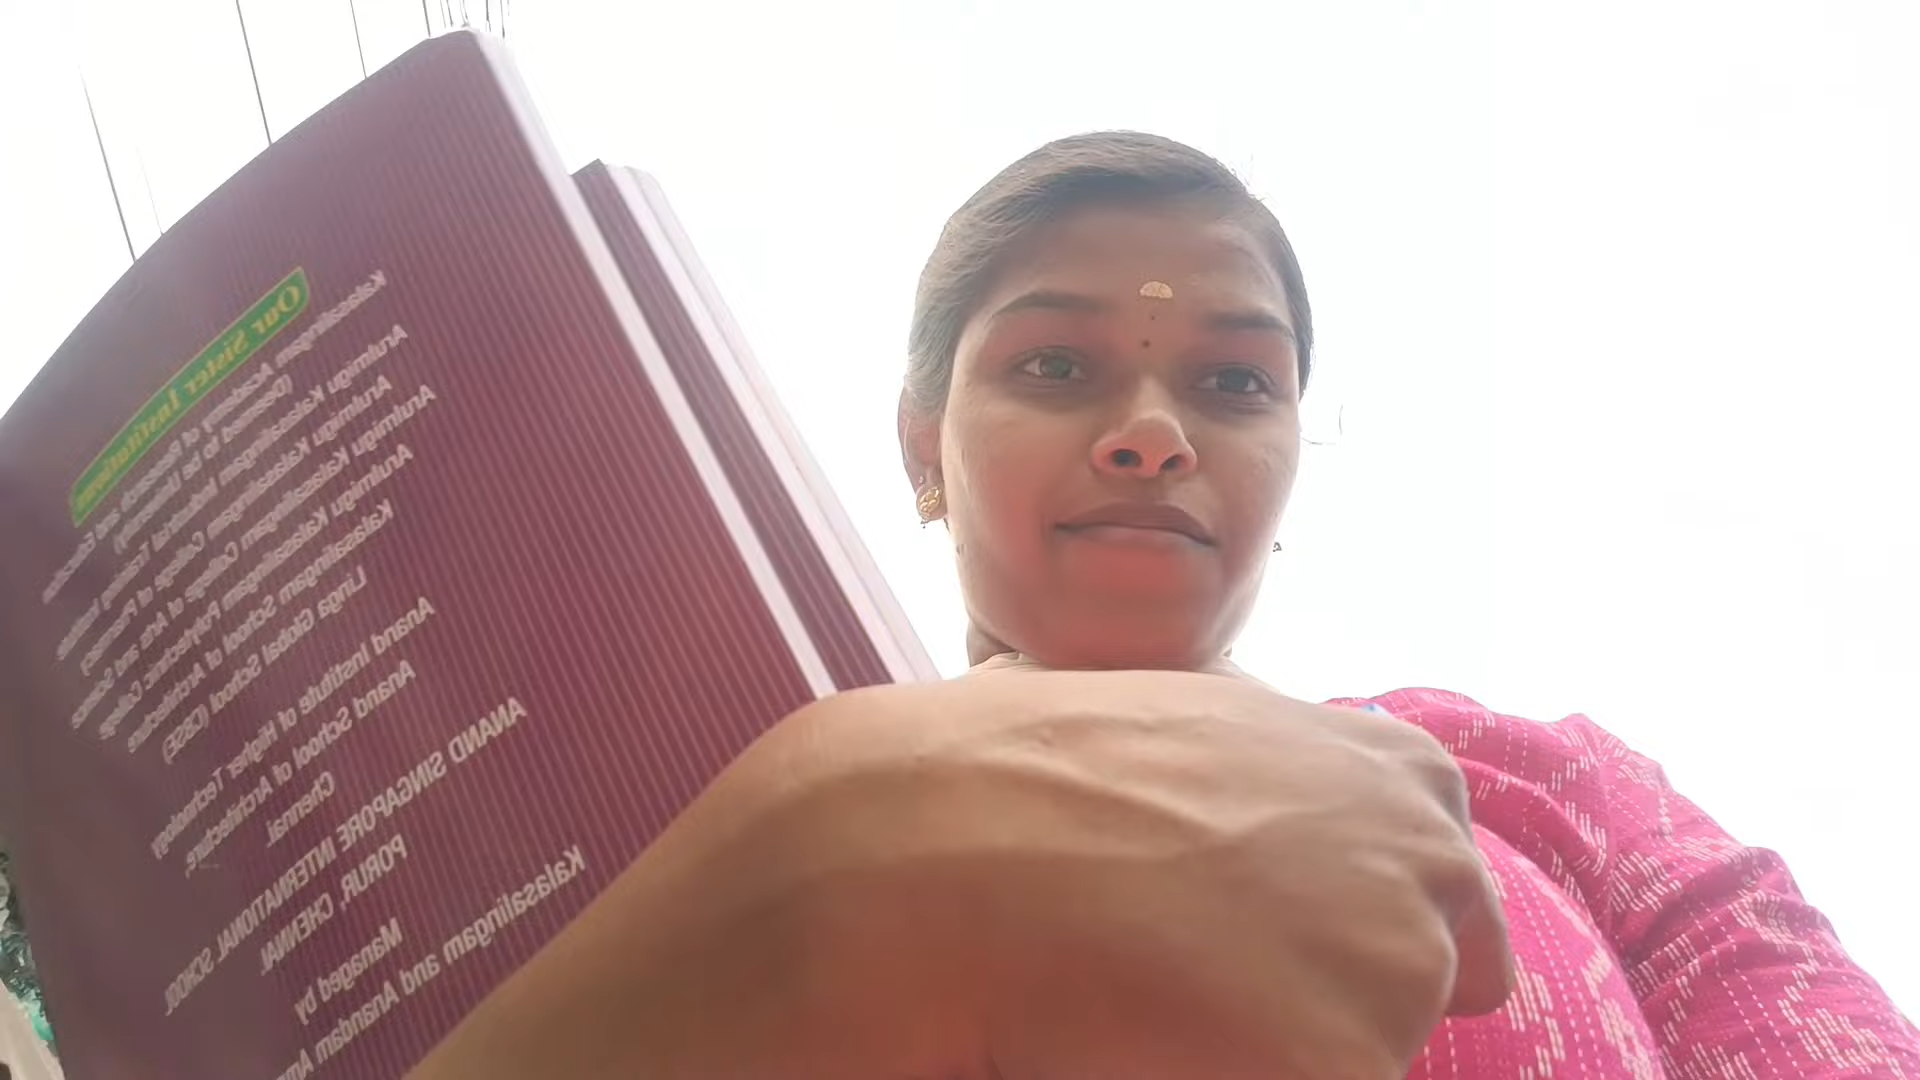 Our Sister Institutions
Kalasalingam Academy of Research and Education
(Deemed to be University)
Arulmigu Kalasalingam Industrial Training Institute
Arulmigu Kalasalingam College of Pharmacy
Arulmigu Kalasalingam College of Arts and Science
Arulmigu Kalasalingam Polytechnic College
Kalasalingam School of Architecture
Linga Global School (CBSE)
Anand Institute of Higher Technology
Anand School of Architecture,
Chennai.
ANAND SINGAPORE INTERNATIONAL SCHOOL
PORUR, CHENNAI.
Managed by
Kalasalingam and Anandam